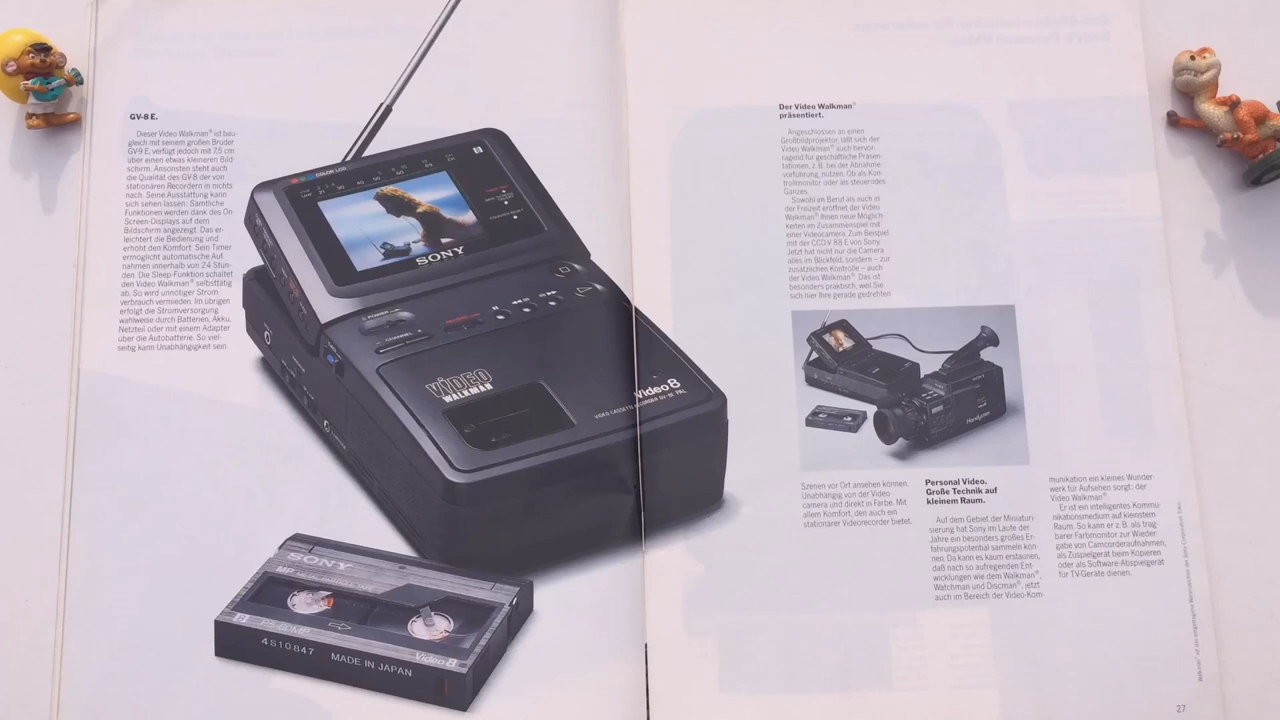 GV-8 E.
Dieser Video Walkman® ist bau-
gleich mit seinem großen Bruder
GV-9 E, verfügt jedoch mit 7,5 cm
über einen etwas kleineren Bild-
schirm. Ansonsten steht auch
die Qualität des GV-8 der von
stationären Recordern in nichts
nach. Seine Ausstattung kann
sich sehen lassen: Sämtliche
Funktionen werden dank des On
Screen-Displays auf dem
Bildschirm angezeigt. Das er-
leichtert die Bedienung und
erhöht den Komfort. Sein Timer
ermöglicht automatische Auf-
nahmen innerhalb von 24 Stun-
den. Die Sleep-Funktion schaltet
den Video Walkman® selbsttätig
ab. So wird unnötiger Strom-
verbrauch vermieden. Im übrigen
erfolgt die Stromversorgung
wahlweise durch Batterien, Akku,
Netzteil oder mit einem Adapter
über die Autobatterie. So viel-
seitig kann Unabhängigkeit sein.
COLOR LCD
SONY
POWER
CHANNEL
VIDEO
WALKMAN
Video 8
VIDEO CASSETTE RECORDER GV-8E PAL
SONY
MP
P5-60MP
4S10847
MADE IN JAPAN
Video 8
Der Video Walkman®
präsentiert.
Angeschlossen an einen
Großbildprojektor, läßt sich der
Video Walkman® auch hervor-
ragend für geschäftliche Präsen-
tationen, z. B. bei der Abnahme-
vorführung, nutzen. Ob als Kon-
trollmonitor oder als steuerndes
Ganzes.
Sowohl im Beruf als auch in
der Freizeit eröffnet der Video
Walkman® Ihnen neue Möglich-
keiten im Zusammenspiel mit
einer Videocamera. Zum Beispiel
mit der CCD-V 88 E von Sony.
Jetzt hat nicht nur die Camera
alles im Blickfeld, sondern – zur
zusätzlichen Kontrolle – auch
der Video Walkman®. Das ist
besonders praktisch, weil Sie
sich hier Ihre gerade gedrehten
Handycam
Szenen vor Ort ansehen können.
Unabhängig von der Video-
camera und direkt in Farbe. Mit
allem Komfort, den auch ein
stationärer Videorecorder bietet.
Personal Video.
Große Technik auf
kleinem Raum.
Auf dem Gebiet der Miniaturi-
sierung hat Sony im Laufe der
Jahre ein besonders großes Er-
fahrungspotential sammeln kön-
nen. Da kann es kaum erstaunen,
daß nach so aufregenden Ent-
wicklungen wie dem Walkman®,
Watchman und Discman®, jetzt
auch im Bereich der Video-Kom-
munikation ein kleines Wunder-
werk für Aufsehen sorgt: der
Video Walkman®.
Er ist ein intelligentes Kommu-
nikationsmedium auf kleinstem
Raum. So kann er z. B. als trag-
barer Farbmonitor zur Wieder-
gabe von Camcorderaufnahmen,
als Zuspielgerät beim Kopieren
oder als Software-Abspielgerät
für TV-Geräte dienen.
27